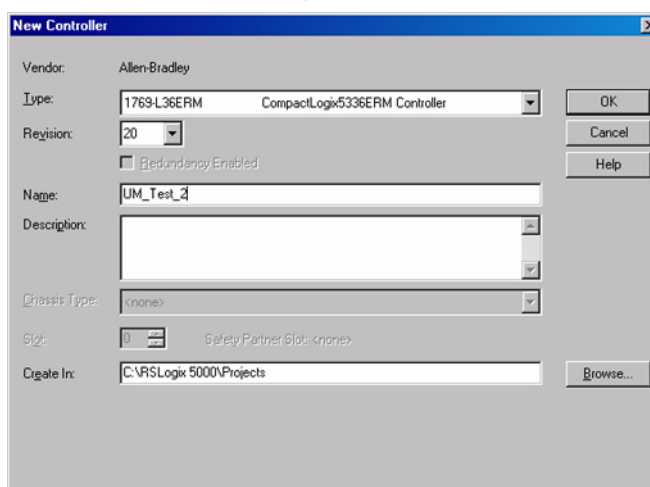 New Controller
Vendor: Allen-Bradley
Type: 1769-L36ERM CompactLogix5336ERM Controller OK
Revision: 20 Cancel
Redundancy Enabled Help
Name: UM_Test_2
Description:
Chassis Type: <none>
Slot: 0 Safety Partner Slot: <none>
Create In: C:\RSLogix 5000\Projects Browse...